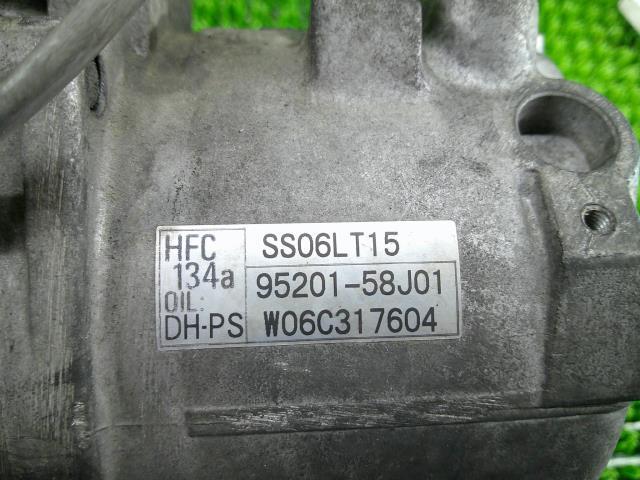 HFC
134a
OIL:
DH-PS
SS06LT15
95201-58J01
W06C317604